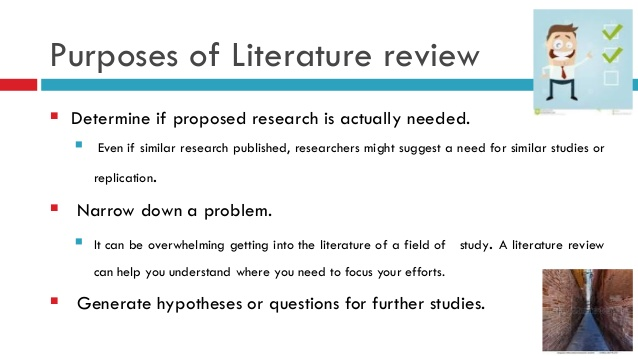 Purposes of Literature review
Determine if proposed research is actually needed.
Even if similar research published, researchers might suggest a need for similar studies or
replication.
Narrow down a problem.
It can be overwhelming getting into the literature of a field of study. A literature review
can help you understand where you need to focus your efforts.
Generate hypotheses or questions for further studies.